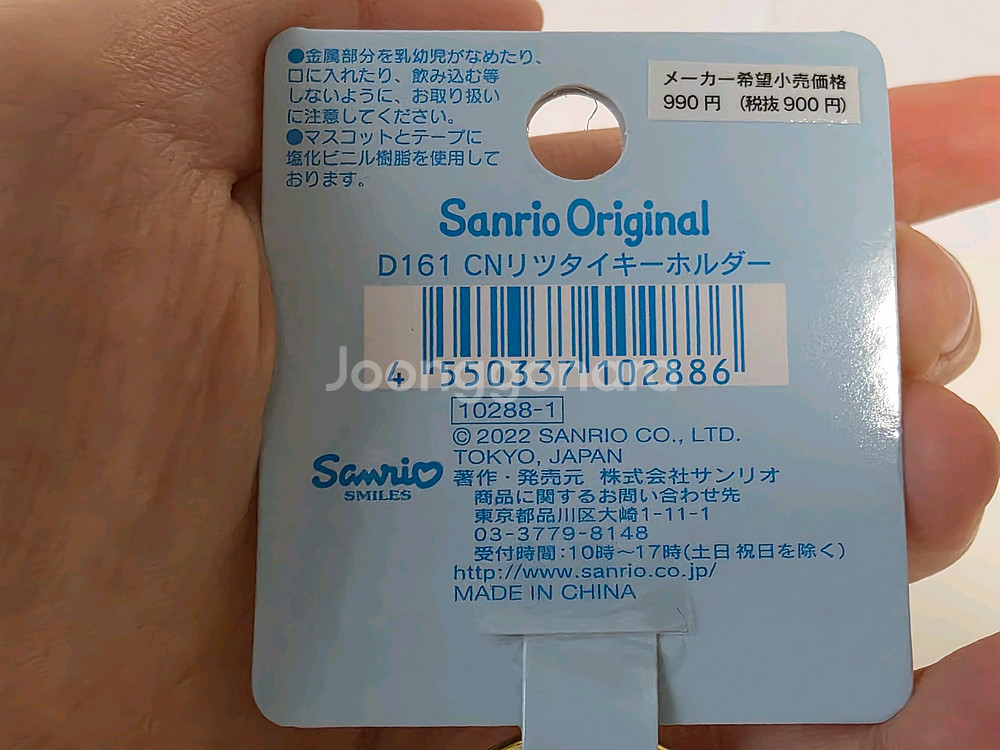 ●金属部分を乳幼児がなめたり、
口に入れたり、飲み込む等
しないように、お取り扱い
に注意してください。
●マスコットとテープに
塩化ビニル樹脂を使用して
おります。
メーカー希望小売価格
990円 (税抜900円)
Sanrio Original
D161 CNリツタイキーホルダー
4 550337 102886
Joonggonara
10288-1
© 2022 SANRIO CO., LTD.
TOKYO, JAPAN
Sanrio
SMILES
著作・発売元 株式会社サンリオ
商品に関するお問い合わせ先
東京都品川区大崎1-11-1
03-3779-8148
受付時間:10時~17時(土日祝日を除く)
http://www.sanrio.co.jp/
MADE IN CHINA